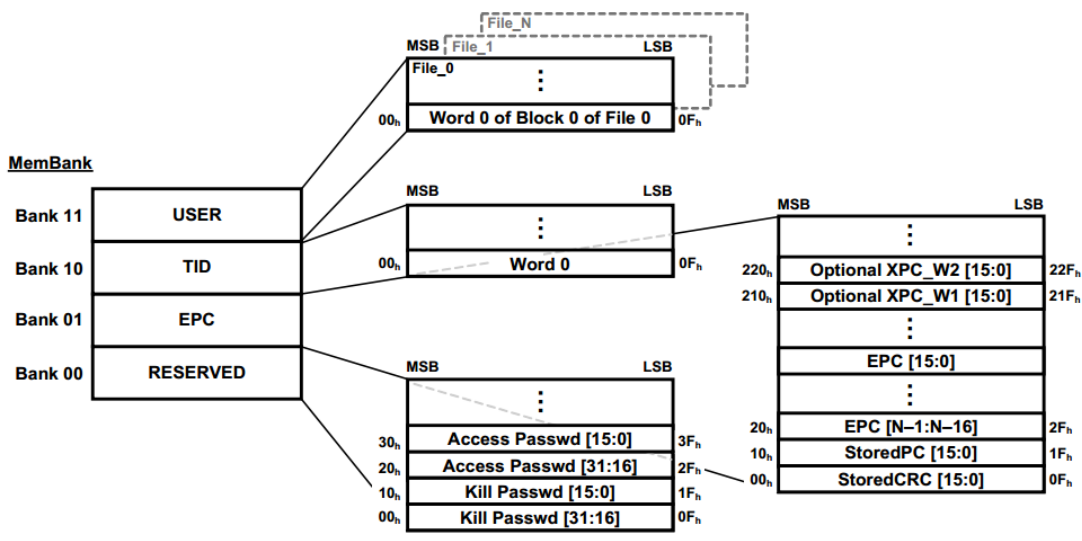 File_N
File_1
MSB LSB
File_0
⋮
00h Word 0 of Block 0 of File 0 0Fh
MemBank
Bank 11 USER
Bank 10 TID
Bank 01 EPC
Bank 00 RESERVED
MSB LSB
⋮
00h Word 0 0Fh
MSB LSB
⋮
30h Access Passwd [15:0] 3Fh
20h Access Passwd [31:16] 2Fh
10h Kill Passwd [15:0] 1Fh
00h Kill Passwd [31:16] 0Fh
MSB LSB
⋮
220h Optional XPC_W2 [15:0] 22Fh
210h Optional XPC_W1 [15:0] 21Fh
⋮
EPC [15:0]
⋮
20h EPC [N–1:N–16] 2Fh
10h StoredPC [15:0] 1Fh
00h StoredCRC [15:0] 0Fh